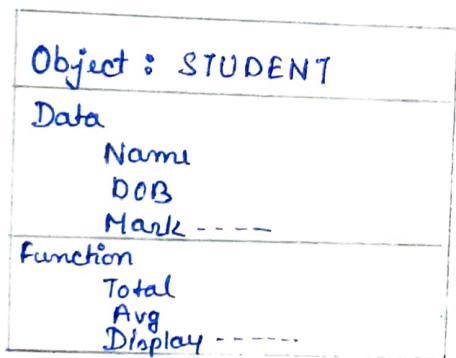 Object : STUDENT
Data
Name
DOB
Mark ----
Function
Total
Avg
Display ------